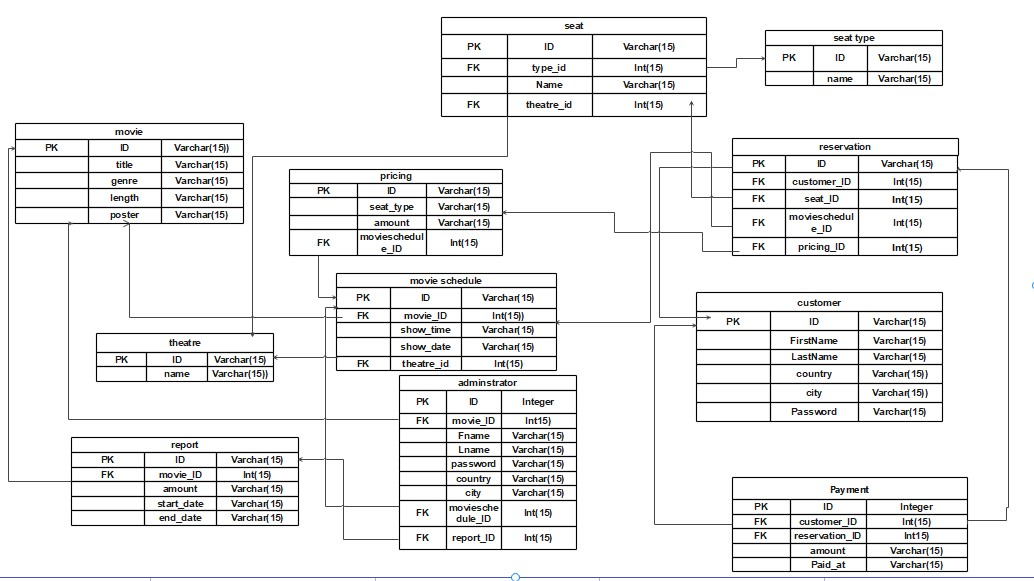 seat
PK ID Varchar(15)
FK type_id Int(15)
Name Varchar(15)
FK theatre_id Int(15)
seat type
PK ID Varchar(15)
name Varchar(15)
movie
PK ID Varchar(15))
title Varchar(15)
genre Varchar(15)
length Varchar(15)
poster Varchar(15)
pricing
PK ID Varchar(15)
seat_type Varchar(15)
amount Varchar(15)
FK movieschedul
e_ID Int(15)
reservation
PK ID Varchar(15)
FK customer_ID Int(15)
FK seat_ID Int(15)
FK movieschedul
e_ID Int(15)
FK pricing_ID Int(15)
movie schedule
PK ID Varchar(15)
FK movie_ID Int(15))
show_time Varchar(15)
show_date Varchar(15)
FK theatre_id Int(15)
customer
PK ID Varchar(15)
FirstName Varchar(15)
LastName Varchar(15)
country Varchar(15))
city Varchar(15))
Password Varchar(15)
theatre
PK ID Varchar(15)
name Varchar(15))
adminstrator
PK ID Integer
FK movie_ID Int15)
Fname Varchar(15)
Lname Varchar(15)
password Varchar(15)
country Varchar(15)
city Varchar(15)
FK moviesche
dule_ID Int(15)
FK report_ID Int(15)
report
PK ID Varchar(15)
FK movie_ID Int(15)
amount Varchar(15)
start_date Varchar(15)
end_date Varchar(15)
Payment
PK ID Integer
FK customer_ID Int(15)
FK reservation_ID Int15)
amount Varchar(15)
Paid_at Varchar(15)